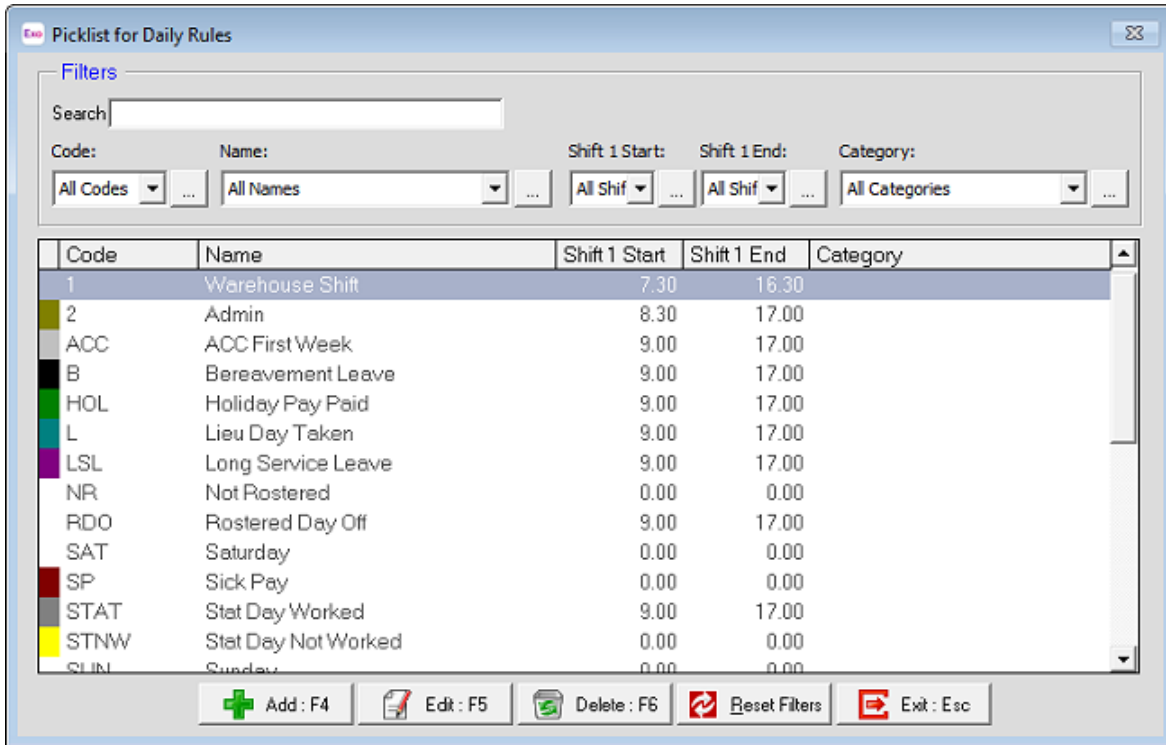 Exo Picklist for Daily Rules
Filters
Search
Code: Name: Shift 1 Start: Shift 1 End: Category:
All Codes ... All Names ... All Shif ... All Shif ... All Categories ...
Code Name Shift 1 Start Shift 1 End Category
1 Warehouse Shift 7.30 16.30
2 Admin 8.30 17.00
ACC ACC First Week 9.00 17.00
B Bereavement Leave 9.00 17.00
HOL Holiday Pay Paid 9.00 17.00
L Lieu Day Taken 9.00 17.00
LSL Long Service Leave 9.00 17.00
NR Not Rostered 0.00 0.00
RDO Rostered Day Off 9.00 17.00
SAT Saturday 0.00 0.00
SP Sick Pay 0.00 0.00
STAT Stat Day Worked 9.00 17.00
STNW Stat Day Not Worked 0.00 0.00
SUN Sunday 0.00 0.00
Add : F4 Edit : F5 Delete : F6 Reset Filters Exit : Esc